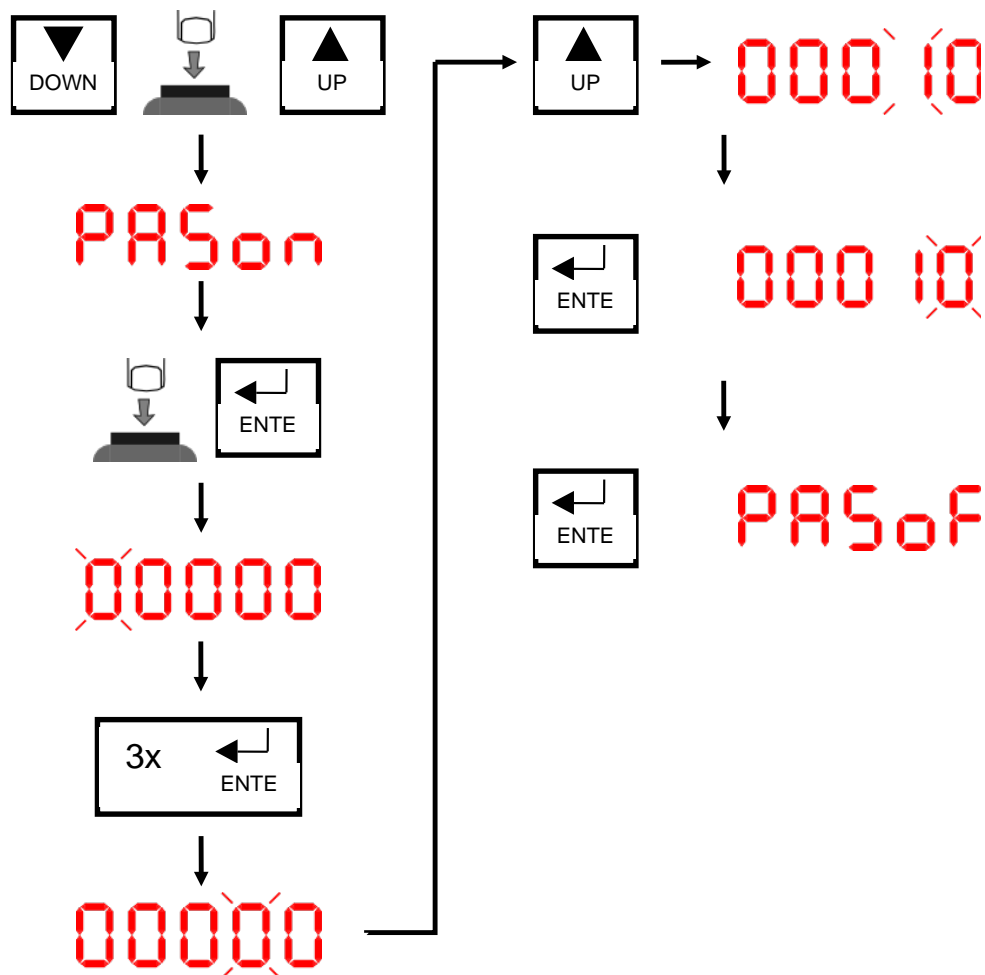 DOWN
UP
PASon
ENTE
00000
3x
ENTE
00000
UP
00010
ENTE
00010
ENTE
PASoF